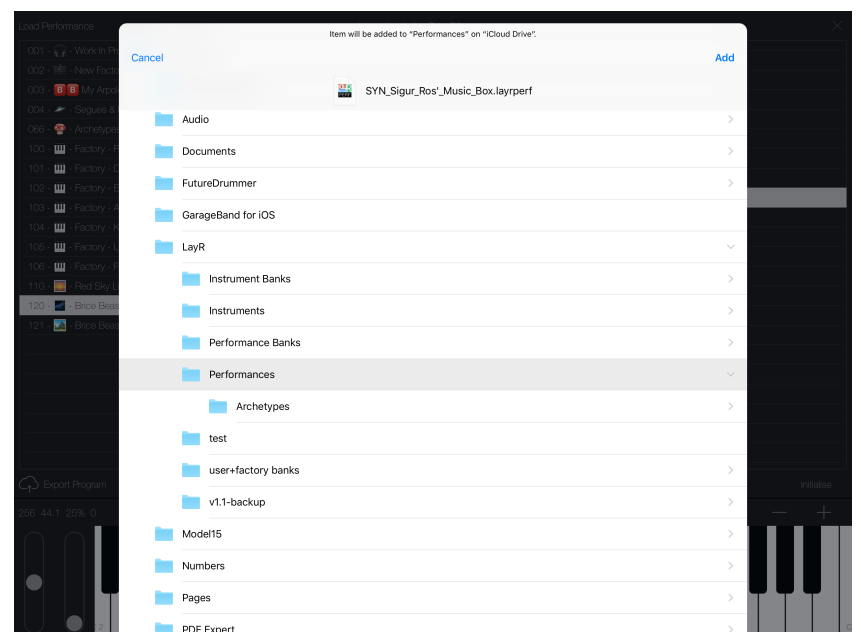 Load Performance
Item will be added to “Performances” on “iCloud Drive”.
Cancel
Add
SYN_Sigur_Ros'_Music_Box.layrperf
Audio
Documents
FutureDrummer
GarageBand for iOS
LayR
Instrument Banks
Instruments
Performance Banks
Performances
Archetypes
test
user+factory banks
v1.1-backup
Model15
Numbers
Pages
PDF Expert
001 - - Work In
002 - - New Facto
003 - B B My Arpol
004 - - Segues &
066 - - Archetypes
100 - - Factory -
101 - - Factory -
102 - - Factory -
103 - - Factory -
104 - - Factory -
105 - - Factory -
106 - - Factory -
110 - - Red Sky
120 - - Brice Beas
121 - - Brice Beas
Export Program
Initialise
256 44.1 25% 0